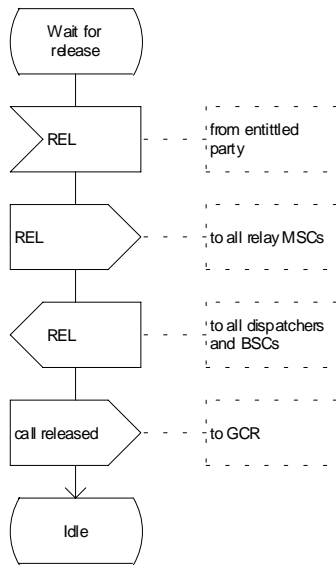 Wait for
release
REL
from entittled
party
REL
to all relay MSCs
REL
to all dispatchers
and BSCs
call released
to GCR
Idle